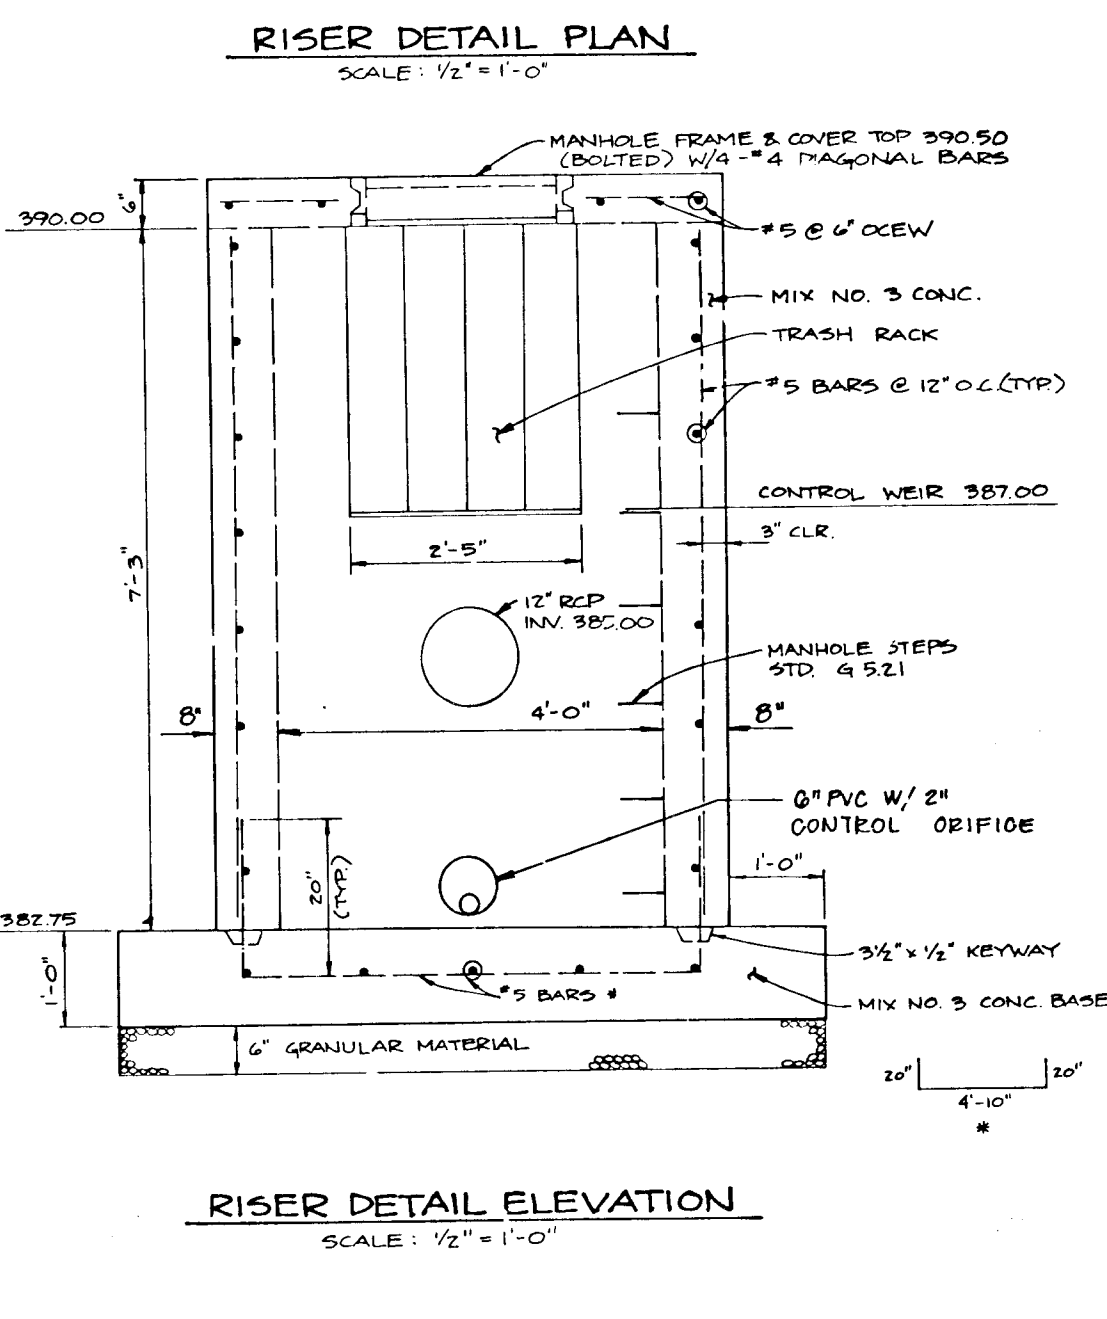 RISER DETAIL PLAN
SCALE: 1/2" = 1'-0"
MANHOLE FRAME & COVER TOP 390.50
(BOLTED) W/4 - #4 DIAGONAL BARS
6"
390.00
#5 @ 6" OCEW
MIX NO. 3 CONC.
TRASH RACK
#5 BARS @ 12" O.C. (TYP.)
CONTROL WEIR 387.00
3" CLR.
2'-5"
7'-3"
12" RCP
INV. 385.00
MANHOLE STEPS
STD. G 5.21
8"
4'-0"
8"
6" PVC W/ 2"
CONTROL ORIFICE
1'-0"
20"
(TYP.)
382.75
3 1/2" x 1/2" KEYWAY
1'-0"
#5 BARS *
MIX NO. 3 CONC. BASE
6" GRANULAR MATERIAL
20"
20"
4'-10"
*
RISER DETAIL ELEVATION
SCALE: 1/2" = 1'-0"